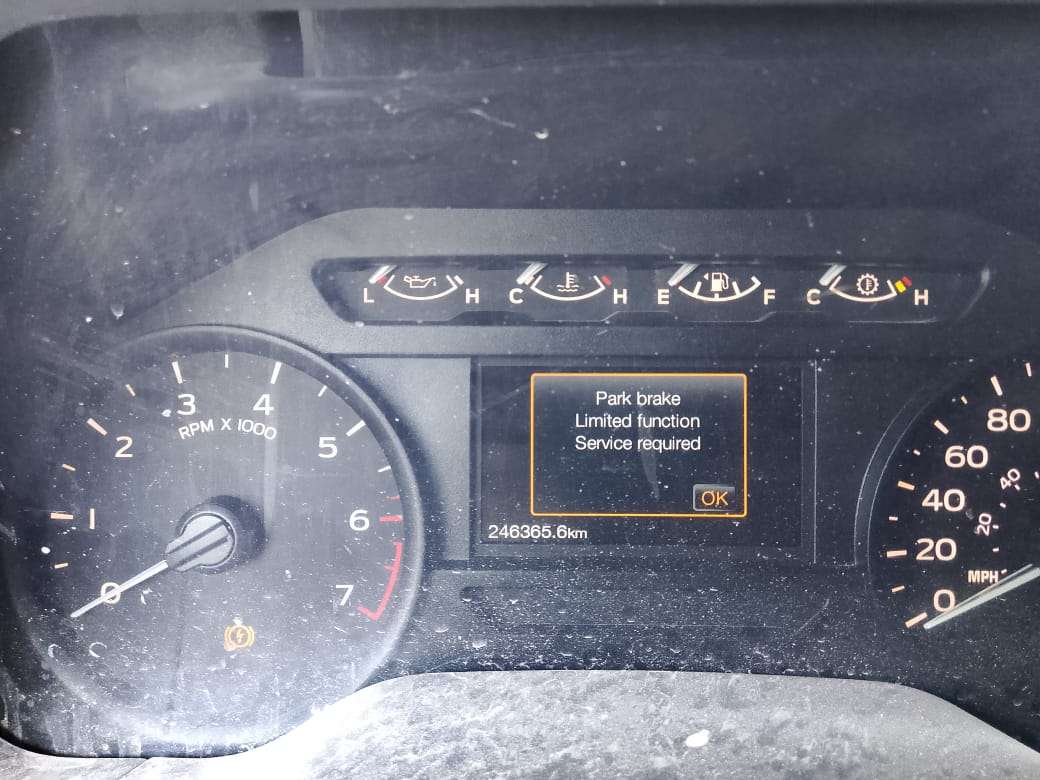 L H C H E F C H
Park brake
Limited function
Service required
OK
246365.6km
0 1 2 3 4 5 6 7
RPM X 1000
0 20 40 60 80
20 40
MPH